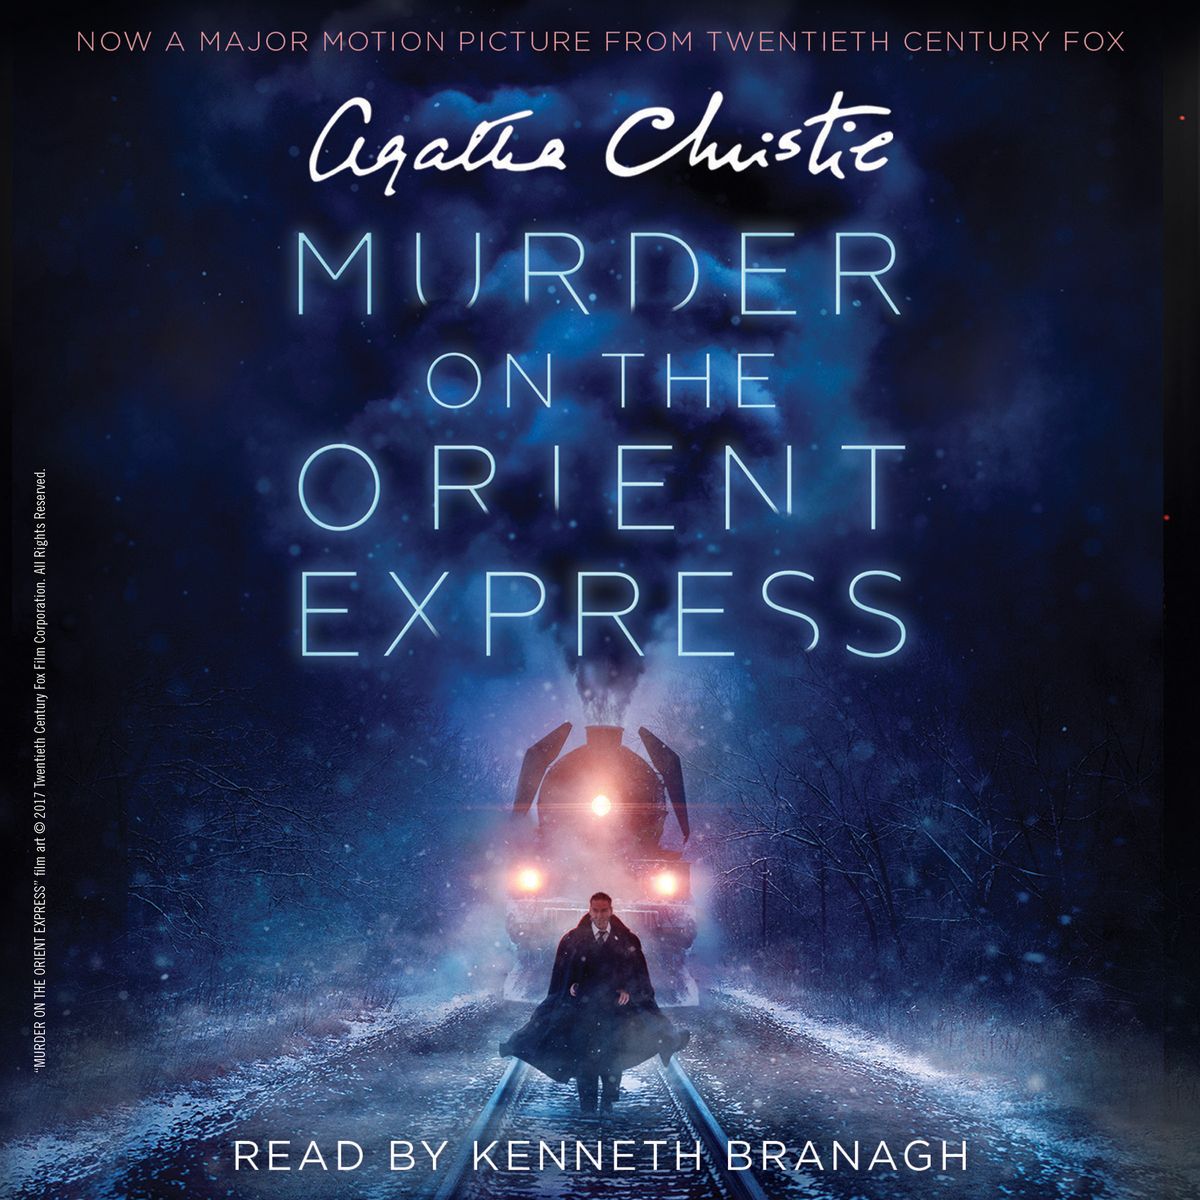 NOW A MAJOR MOTION PICTURE FROM TWENTIETH CENTURY FOX
Agatha Christie
MURDER
ON THE
ORIENT
EXPRESS
"MURDER ON THE ORIENT EXPRESS" film art © 2017 Twentieth Century Fox Film Corporation. All Rights Reserved.
READ BY KENNETH BRANAGH